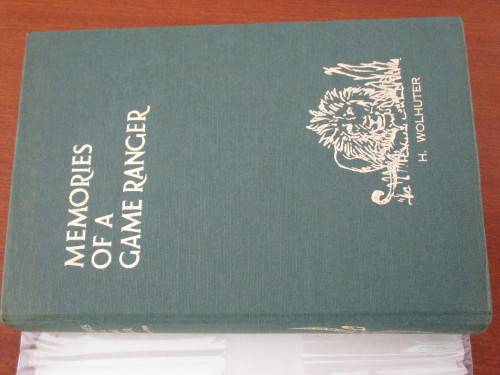 MEMORIES
OF A
GAME RANGER
H. WOLHUTER